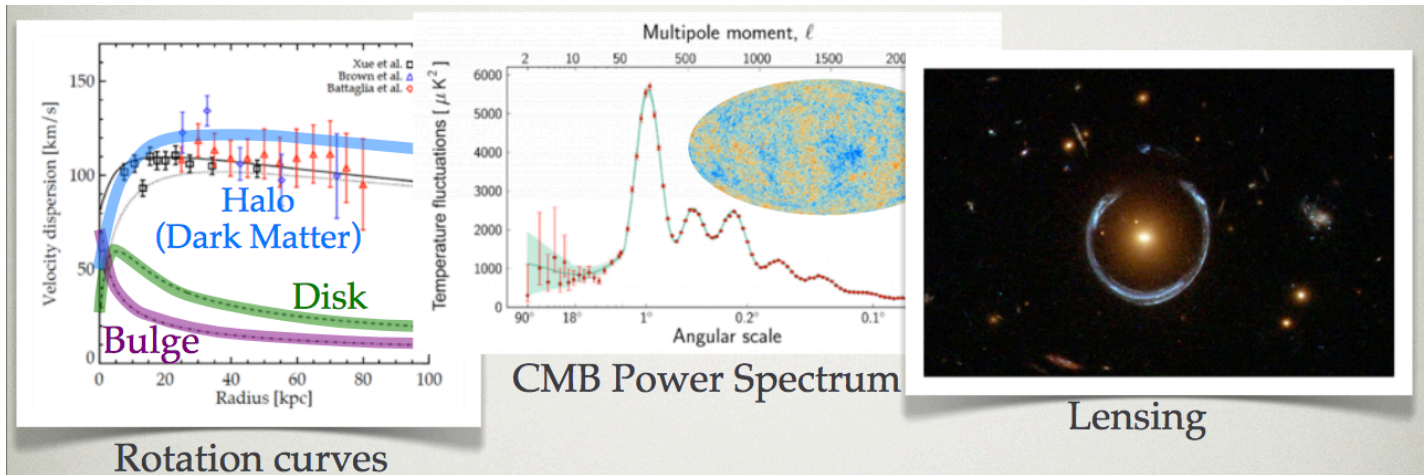 150
100
50
0
Velocity dispersion [km/s]
Xue et al.
Brown et al.
Battaglia et al.
Halo
(Dark Matter)
Disk
Bulge
0 20 40 60 80 100
Radius [kpc]
Rotation curves
Multipole moment, ℓ
2 10 50 500 1000 1500 200
6000
5000
4000
3000
2000
1000
0
Temperature fluctuations [ μ K²]
90° 18° 1° 0.2° 0.1°
Angular scale
CMB Power Spectrum
Lensing